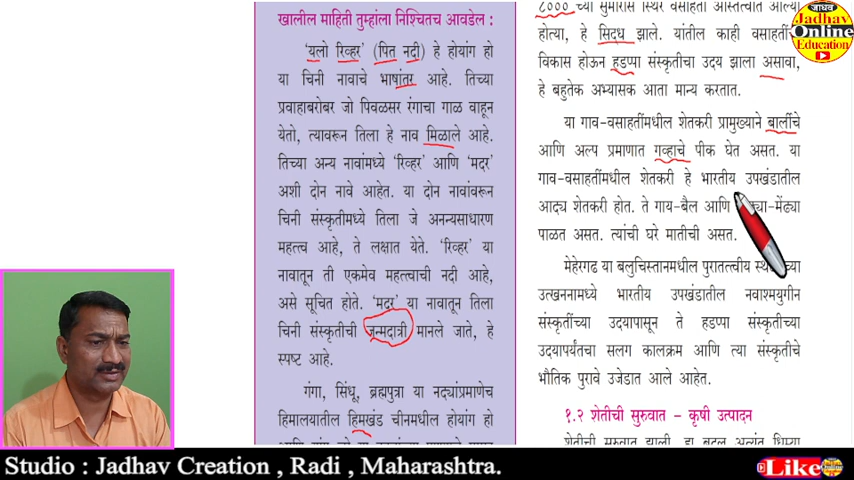 खालील माहिती तुम्हांला निश्चितच आवडेल :
'यलो रिव्हर' (पित नदी) हे होयांग हो
या चिनी नावाचे भाषांतर आहे. तिच्या
प्रवाहाबरोबर जो पिवळसर रंगाचा गाळ वाहून
येतो, त्यावरून तिला हे नाव मिळाले आहे.
तिच्या अन्य नावांमध्ये 'रिव्हर' आणि 'मदर'
अशी दोन नावे आहेत. या दोन नावांवरून
चिनी संस्कृतीमध्ये तिला जे अनन्यसाधारण
महत्त्व आहे, ते लक्षात येते. 'रिव्हर' या
नावातून ती एकमेव महत्त्वाची नदी आहे,
असे सूचित होते. 'मदर' या नावातून तिला
चिनी संस्कृतीची जन्मदात्री मानले जाते, हे
स्पष्ट आहे.
गंगा, सिंधू, ब्रह्मपुत्रा या नद्यांप्रमाणेच
हिमालयातील हिमखंड चीनमधील होयांग हो
८००० च्या सुमारास स्थिर वसाहती अस्तित्वात आल्या
होत्या, हे सिद्ध झाले. यांतील काही वसाहतींचा
विकास होऊन हडप्पा संस्कृतीचा उदय झाला असावा,
हे बहुतेक अभ्यासक आता मान्य करतात.
या गाव-वसाहतींमधील शेतकरी प्रामुख्याने बार्लीचे
आणि अल्प प्रमाणात गव्हाचे पीक घेत असत. या
गाव-वसाहतींमधील शेतकरी हे भारतीय उपखंडातील
आद्य शेतकरी होत. ते गाय-बैल आणि मेंढ्या
पाळत असत. त्यांची घरे मातीची असत.
मेहेरगढ या बलुचिस्तानमधील पुरातत्त्वीय
उत्खननामध्ये भारतीय उपखंडातील नवाश्मयुगीन
संस्कृतींच्या उदयापासून ते हडप्पा संस्कृतीच्या
उदयापर्यंतचा सलग कालक्रम आणि त्या संस्कृतीचे
भौतिक पुरावे उजेडात आले आहेत.
१.२ शेतीची सुरुवात - कृषी उत्पादन
शेतीची सुरुवात झाली
जाधव
Jadhav
Online
Education
Studio : Jadhav Creation , Radi , Maharashtra.
Like